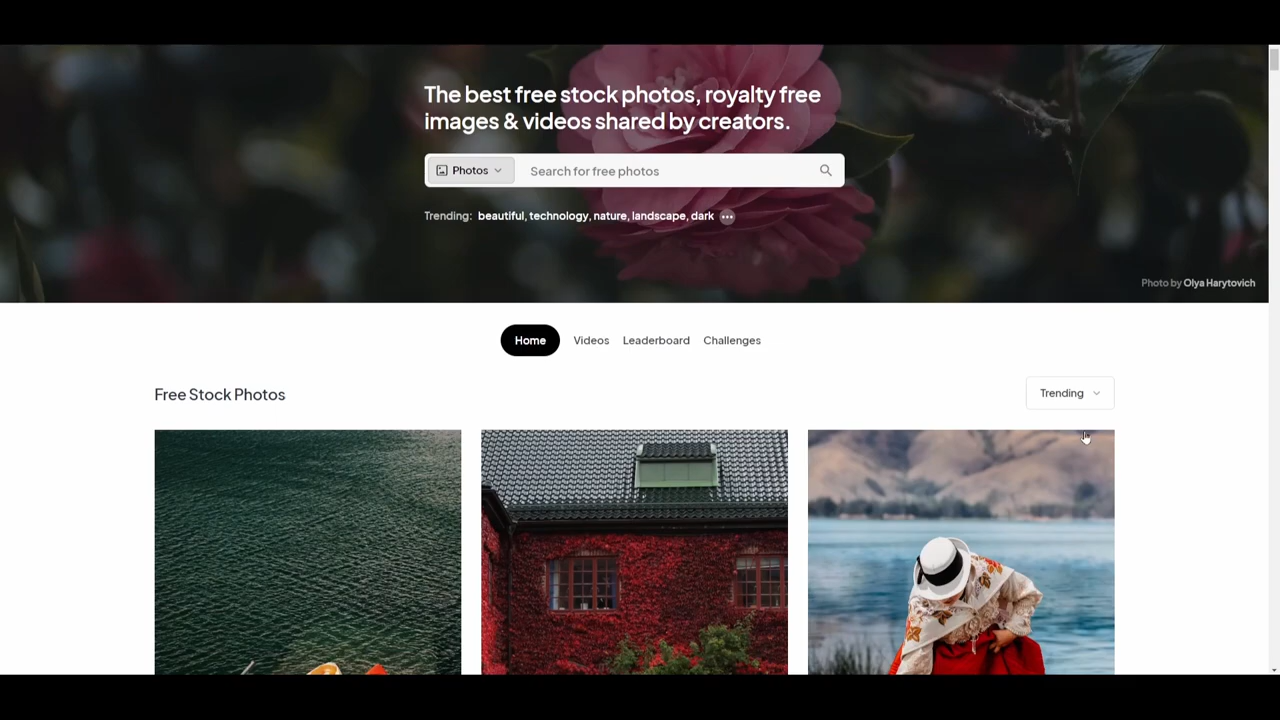 The best free stock photos, royalty free
images & videos shared by creators.
Photos
Search for free photos
Trending: beautiful, technology, nature, landscape, dark
Photo by Olya Harytovich
Home
Videos
Leaderboard
Challenges
Free Stock Photos
Trending